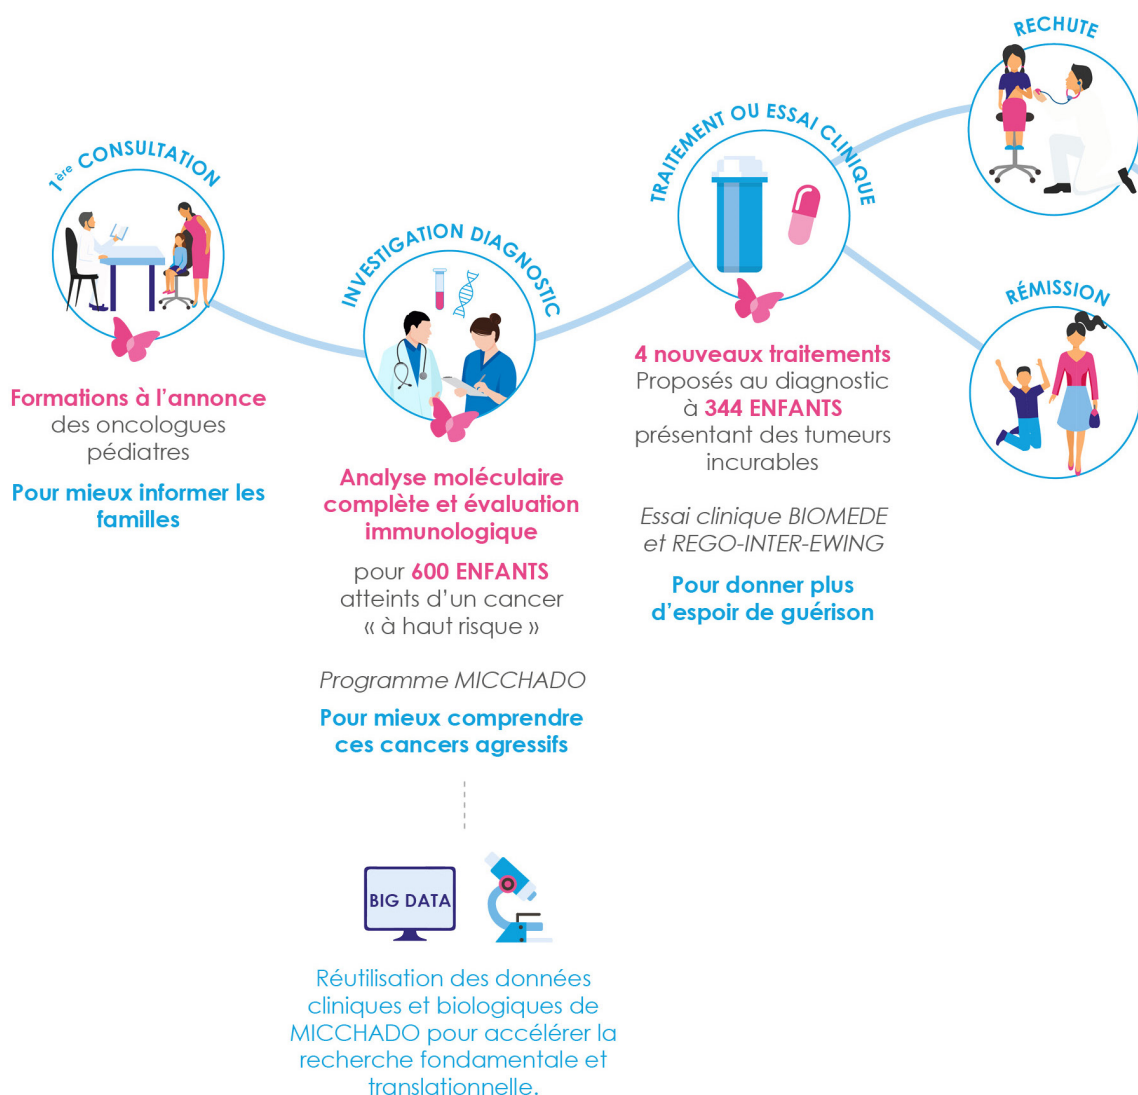 1ère CONSULTATION
Formations à l’annonce
des oncologues
pédiatres
Pour mieux informer les
familles
INVESTIGATION DIAGNOSTIC
Analyse moléculaire
complète et évaluation
immunologique
pour 600 ENFANTS
atteints d’un cancer
« à haut risque »
Programme MICCHADO
Pour mieux comprendre
ces cancers agressifs
BIG DATA
Réutilisation des données
cliniques et biologiques de
MICCHADO pour accélérer la
recherche fondamentale et
translationnelle.
TRAITEMENT OU ESSAI CLINIQUE
4 nouveaux traitements
Proposés au diagnostic
à 344 ENFANTS
présentant des tumeurs
incurables
Essai clinique BIOMEDE
et REGO-INTER-EWING
Pour donner plus
d’espoir de guérison
RECHUTE
RÉMISSION